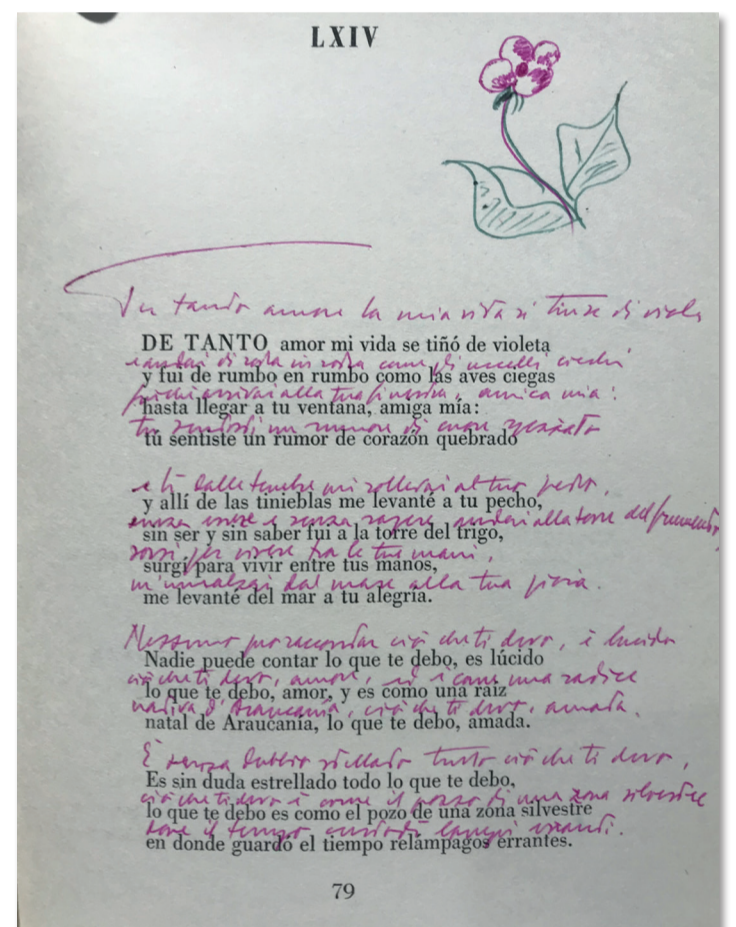 LXIV
Per tanto amore la mia vita si tinse di viola
DE TANTO amor mi vida se tiñó de violeta
e andai di rotta in rotta come gli uccelli ciechi
y fui de rumbo en rumbo como las aves ciegas
finché arrivai alla tua finestra, amica mia:
hasta llegar a tu ventana, amiga mía:
tu sentisti un rumore di cuore
tú sentiste un rumor de corazón quebrado
e lì dalle tenebre mi sollevai al tuo petto,
y allí de las tinieblas me levanté a tu pecho,
senza essere e senza sapere andai alla torre del frumento,
sin ser y sin saber fui a la torre del trigo,
sorsi per vivere tra le tue mani,
surgí para vivir entre tus manos,
m'innalzai dal mare alla tua gioia.
me levanté del mar a tu alegría.
Nessuno può raccontar ciò che ti devo, è lucido
Nadie puede contar lo que te debo, es lúcido
ciò che ti devo, amore, ed è come una radice
lo que te debo, amor, y es como una raíz
nativa d'Araucanía, ciò che ti devo, amata.
natal de Araucanía, lo que te debo, amada.
È senza dubbio stellato tutto ciò che ti devo,
Es sin duda estrellado todo lo que te debo,
ciò che ti devo è come il pozzo di una zona silvestre
lo que te debo es como el pozo de una zona silvestre
dove il tempo lampi erranti.
en donde guardó el tiempo relámpagos errantes.
79